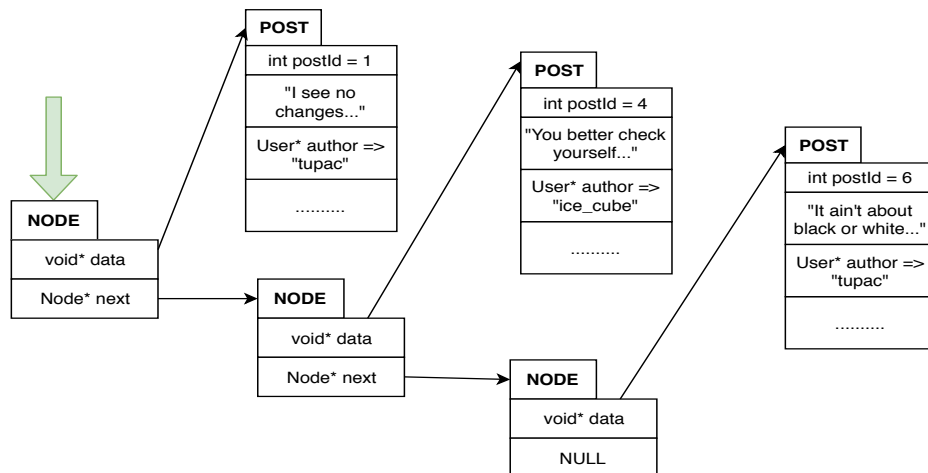 POST
int postId = 1
"I see no
changes..."
User* author =>
"tupac"
..........
POST
int postId = 4
"You better check
yourself..."
User* author =>
"ice_cube"
..........
POST
int postId = 6
"It ain't about
black or white..."
User* author =>
"tupac"
..........
NODE
void* data
Node* next
NODE
void* data
Node* next
NODE
void* data
NULL